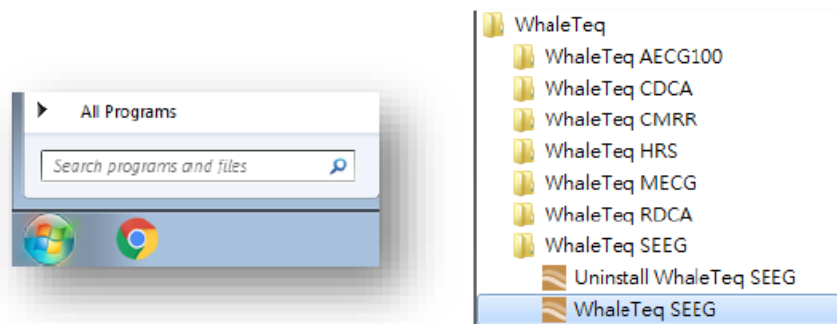 All Programs
Search programs and files
WhaleTeq
WhaleTeq AECG100
WhaleTeq CDCA
WhaleTeq CMRR
WhaleTeq HRS
WhaleTeq MECG
WhaleTeq RDCA
WhaleTeq SEEG
Uninstall WhaleTeq SEEG
WhaleTeq SEEG